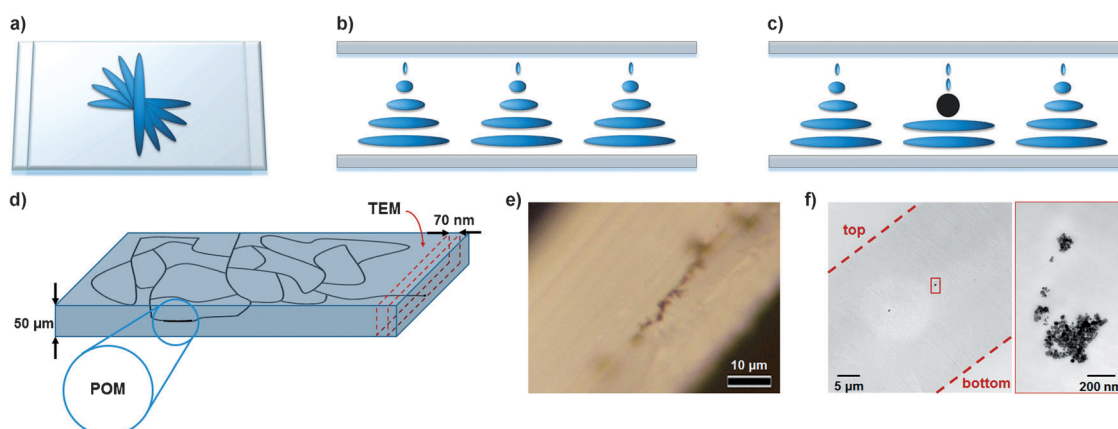 a)
b)
c)
d)
TEM
70 nm
50 µm
POM
e)
10 µm
f)
top
bottom
5 µm
200 nm